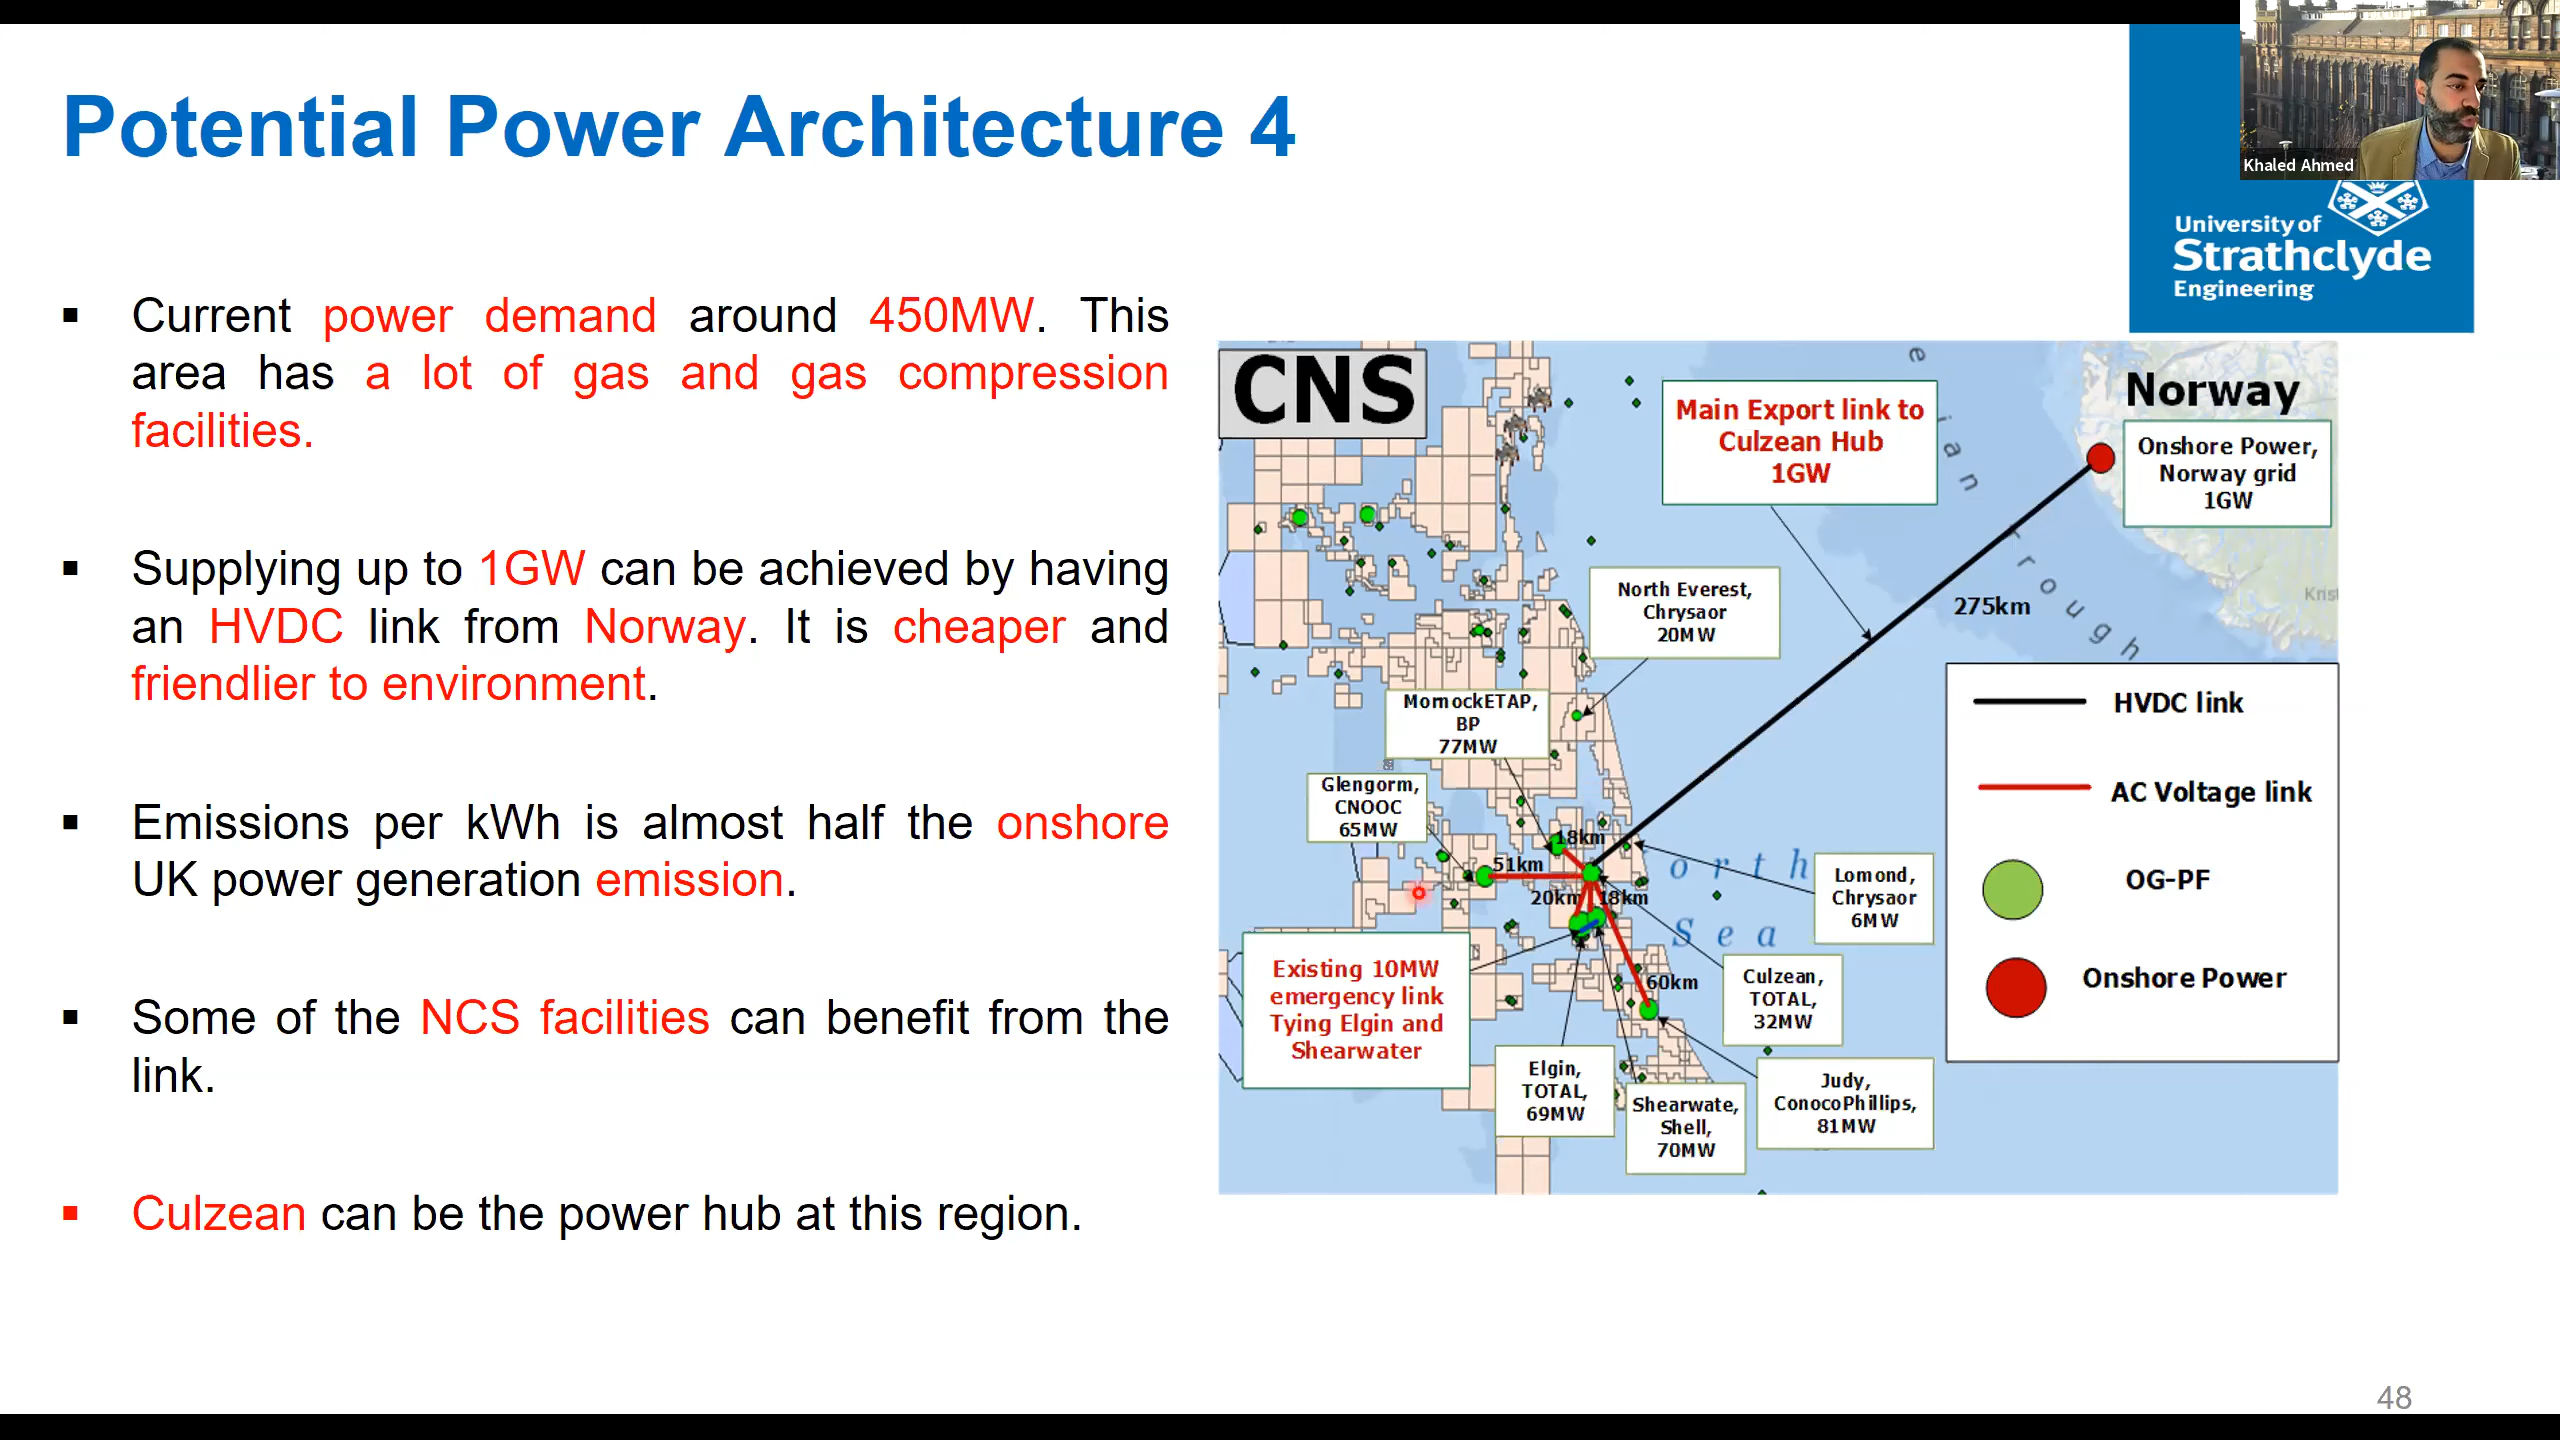 Potential Power Architecture 4
Khaled Ahmed
University of
Strathclyde
Engineering
Current power demand around 450MW. This
area has a lot of gas and gas compression
facilities.
Supplying up to 1GW can be achieved by having
an HVDC link from Norway. It is cheaper and
friendlier to environment.
Emissions per kWh is almost half the onshore
UK power generation emission.
Some of the NCS facilities can benefit from the
link.
Culzean can be the power hub at this region.
CNS
Main Export link to
Culzean Hub
1GW
Norway
Onshore Power,
Norway grid
1GW
e
i a n
T r o u g h
Krist
275km
North Everest,
Chrysaor
20MW
MornockETAP,
BP
77MW
Glengorm,
CNOOC
65MW
18km
51km
20km
18km
60km
o r t h
S e a
Lomond,
Chrysaor
6MW
Culzean,
TOTAL,
32MW
Existing 10MW
emergency link
Tying Elgin and
Shearwater
Elgin,
TOTAL,
69MW
Shearwate,
Shell,
70MW
Judy,
ConocoPhillips,
81MW
HVDC link
AC Voltage link
OG-PF
Onshore Power
48